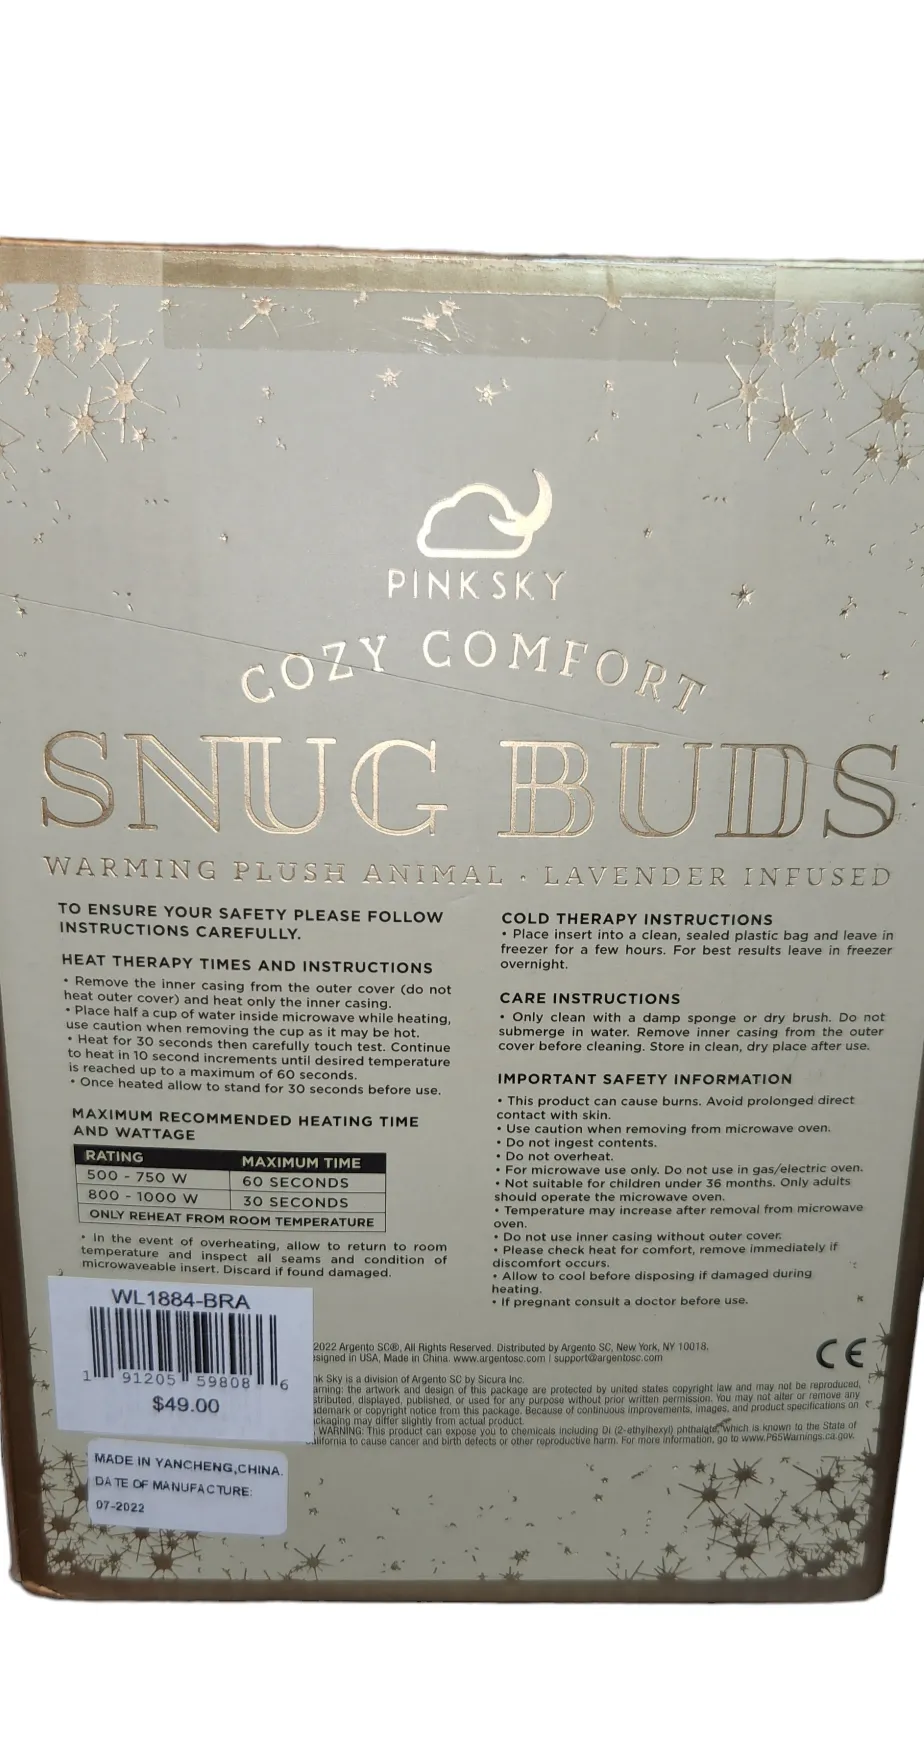 PINK SKY
COZY COMFORT
SNUG BUDS
WARMING PLUSH ANIMAL · LAVENDER INFUSED
TO ENSURE YOUR SAFETY PLEASE FOLLOW
INSTRUCTIONS CAREFULLY.
HEAT THERAPY TIMES AND INSTRUCTIONS
• Remove the inner casing from the outer cover (do not
heat outer cover) and heat only the inner casing.
• Place half a cup of water inside microwave while heating,
use caution when removing the cup as it may be hot.
• Heat for 30 seconds then carefully touch test. Continue
to heat in 10 second increments until desired temperature
is reached up to a maximum of 60 seconds.
• Once heated allow to stand for 30 seconds before use.
MAXIMUM RECOMMENDED HEATING TIME
AND WATTAGE
RATING MAXIMUM TIME
500 - 750 W 60 SECONDS
800 - 1000 W 30 SECONDS
ONLY REHEAT FROM ROOM TEMPERATURE
• In the event of overheating, allow to return to room
temperature and inspect all seams and condition of
microwaveable insert. Discard if found damaged.
COLD THERAPY INSTRUCTIONS
• Place insert into a clean, sealed plastic bag and leave in
freezer for a few hours. For best results leave in freezer
overnight.
CARE INSTRUCTIONS
• Only clean with a damp sponge or dry brush. Do not
submerge in water. Remove inner casing from the outer
cover before cleaning. Store in clean, dry place after use.
IMPORTANT SAFETY INFORMATION
• This product can cause burns. Avoid prolonged direct
contact with skin.
• Use caution when removing from microwave oven.
• Do not ingest contents.
• Do not overheat.
• For microwave use only. Do not use in gas/electric oven.
• Not suitable for children under 36 months. Only adults
should operate the microwave oven.
• Temperature may increase after removal from microwave
oven.
• Do not use inner casing without outer cover.
• Please check heat for comfort, remove immediately if
discomfort occurs.
• Allow to cool before disposing if damaged during
heating.
• If pregnant consult a doctor before use.
WL1884-BRA
1 91205 59808 6
$49.00
MADE IN YANCHENG,CHINA.
DATE OF MANUFACTURE:
07-2022
2022 Argento SC®, All Rights Reserved. Distributed by Argento SC, New York, NY 10018.
signed in USA, Made in China. www.argentosc.com | support@argentosc.com
nk Sky is a division of Argento SC by Sicura Inc.
arning: the artwork and design of this package are protected by united states copyright law and may not be reproduced,
stributed, displayed, published, or used for any purpose without prior written permission. You may not alter or remove any
ademark or copyright notice from this package. Because of continuous improvements, images, and product specifications on
ckaging may differ slightly from actual product.
WARNING: This product can expose you to chemicals including Di (2-ethylhexyl) phthalate, which is known to the State of
alifornia to cause cancer and birth defects or other reproductive harm. For more information, go to www.P65Warnings.ca.gov.
CE